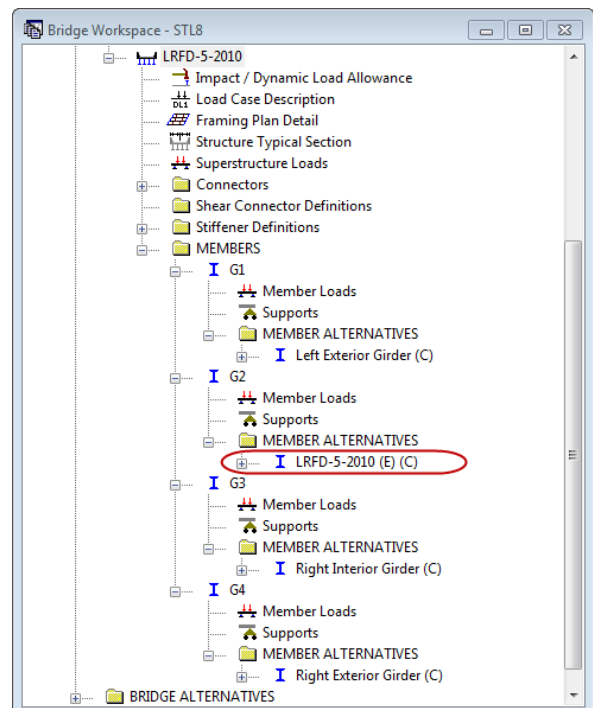 Bridge Workspace - STL8
LRFD-5-2010
Impact / Dynamic Load Allowance
DL1 Load Case Description
Framing Plan Detail
Structure Typical Section
Superstructure Loads
Connectors
Shear Connector Definitions
Stiffener Definitions
MEMBERS
I G1
Member Loads
Supports
MEMBER ALTERNATIVES
I Left Exterior Girder (C)
I G2
Member Loads
Supports
MEMBER ALTERNATIVES
I LRFD-5-2010 (E) (C)
I G3
Member Loads
Supports
MEMBER ALTERNATIVES
I Right Interior Girder (C)
I G4
Member Loads
Supports
MEMBER ALTERNATIVES
I Right Exterior Girder (C)
BRIDGE ALTERNATIVES